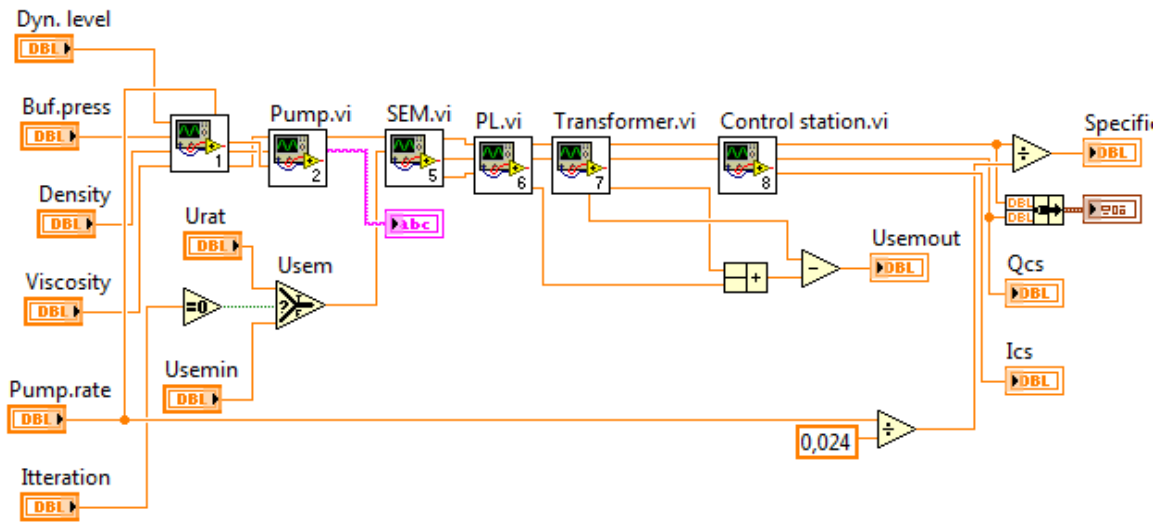 Dyn. level
DBL
Buf.press
DBL
Density
DBL
Viscosity
DBL
Pump.rate
DBL
Itteration
DBL
1
Pump.vi
2
SEM.vi
5
PL.vi
6
Transformer.vi
7
Control station.vi
8
abc
Urat
DBL
=0
Usem
?
T
F
Usemin
DBL
+
-
Usemout
DBL
0,024
÷
÷
Specific
DBL
DBL
DBL
Qcs
DBL
Ics
DBL